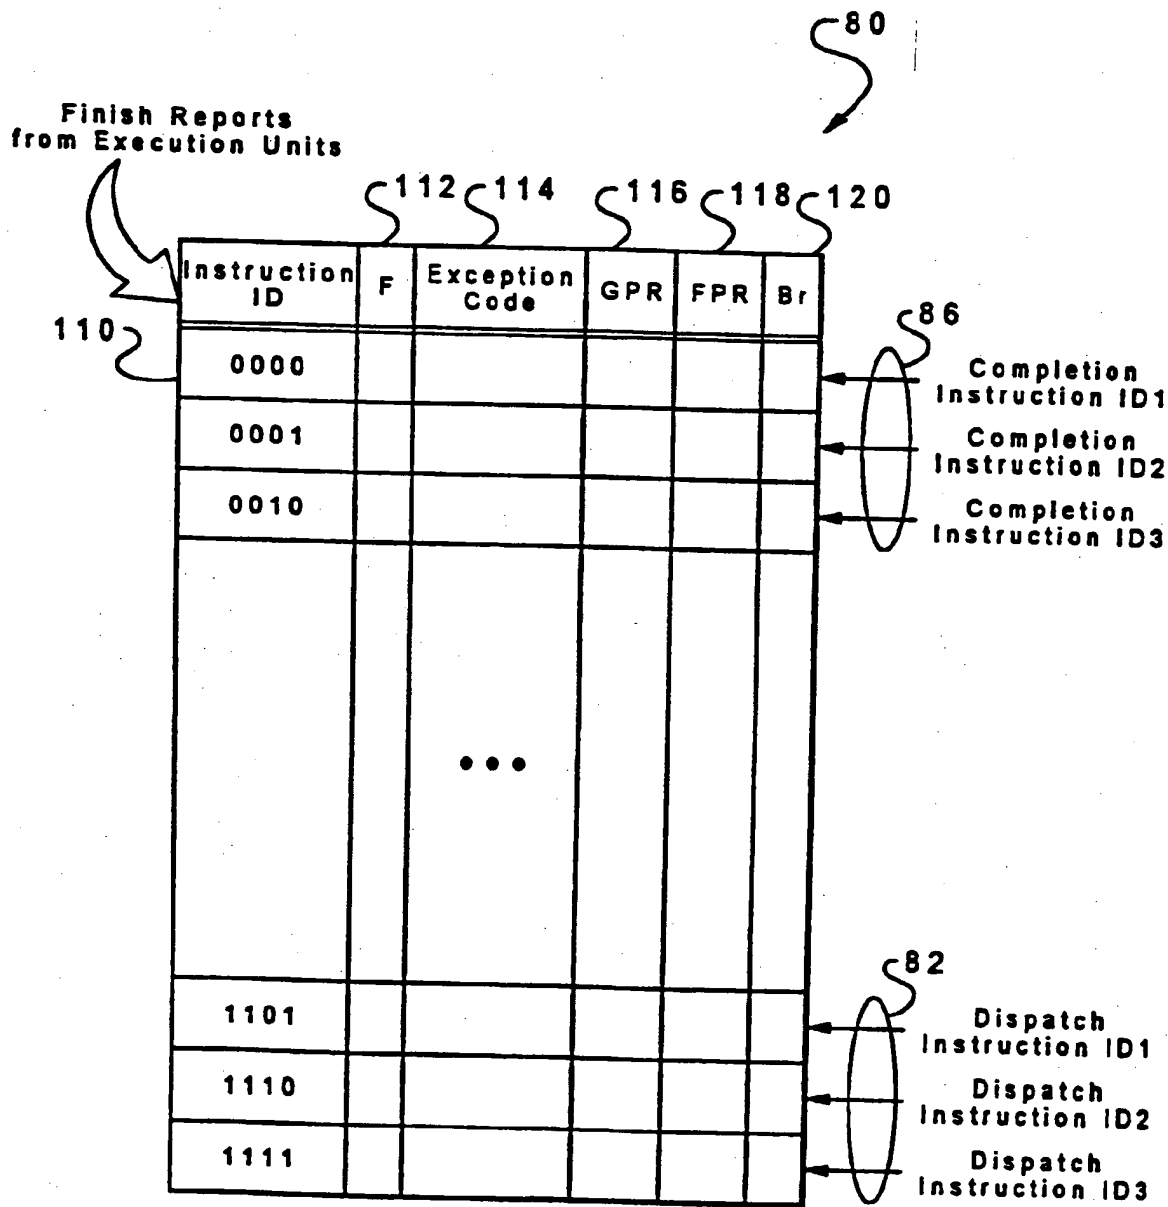 80
Finish Reports
from Execution Units
112 114 116 118 120
Instruction ID F Exception Code GPR FPR Br
110
86
0000
Completion
Instruction ID1
0001
Completion
Instruction ID2
0010
Completion
Instruction ID3
82
1101
Dispatch
Instruction ID1
1110
Dispatch
Instruction ID2
1111
Dispatch
Instruction ID3